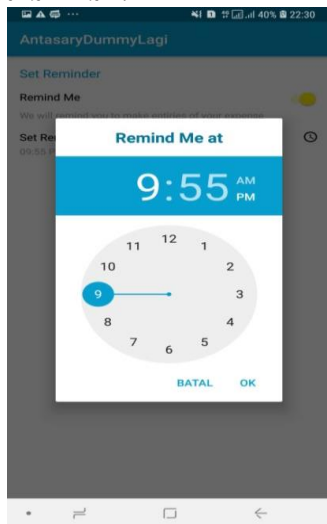 40% 22:30
AntasaryDummyLagi
Set Reminder
Remind Me
We will remind you to make entities of your expense
Set Re
09:55 P
Remind Me at
9:55 AM
PM
12
11 1
10 2
9 3
8 4
7 5
6
BATAL OK